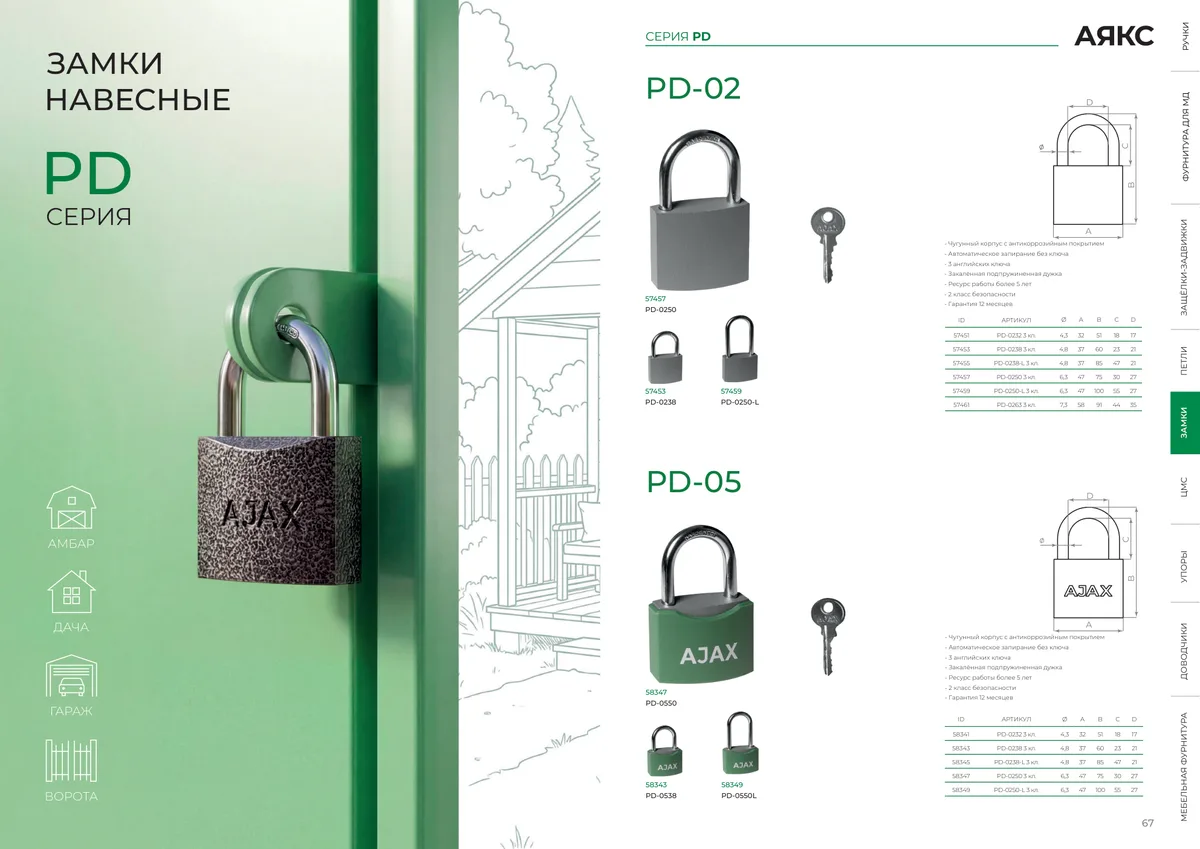 ЗАМКИ
НАВЕСНЫЕ
PD
СЕРИЯ
AJAX
АМБАР
ДАЧА
ГАРАЖ
ВОРОТА
СЕРИЯ PD
АЯКС
PD-02
57457
PD-0250
57453
PD-0238
57459
PD-0250-L
D
Ø
C
B
A
- Чугунный корпус с антикоррозийным покрытием
- Автоматическое запирание без ключа
- 3 английских ключа
- Закалённая подпружиненная дужка
- Ресурс работы более 5 лет
- 2 класс безопасности
- Гарантия 12 месяцев
ID АРТИКУЛ Ø A B C D
57451 PD-0232 3 кл. 4,3 32 51 18 17
57453 PD-0238 3 кл. 4,8 37 60 23 21
57455 PD-0238-L 3 кл. 4,8 37 85 47 21
57457 PD-0250 3 кл. 6,3 47 75 30 27
57459 PD-0250-L 3 кл. 6,3 47 100 55 27
57461 PD-0263 3 кл. 7,3 58 91 44 35
PD-05
AJAX
58347
PD-0550
AJAX
58343
PD-0538
AJAX
58349
PD-0550L
D
Ø
C
B
AJAX
A
- Чугунный корпус с антикоррозийным покрытием
- Автоматическое запирание без ключа
- 3 английских ключа
- Закалённая подпружиненная дужка
- Ресурс работы более 5 лет
- 2 класс безопасности
- Гарантия 12 месяцев
ID АРТИКУЛ Ø A B C D
58341 PD-0232 3 кл. 4,3 32 51 18 17
58343 PD-0238 3 кл. 4,8 37 60 23 21
58345 PD-0238-L 3 кл. 4,8 37 85 47 21
58347 PD-0250 3 кл. 6,3 47 75 30 27
58349 PD-0250-L 3 кл. 6,3 47 100 55 27
67
РУЧКИ
ФУРНИТУРА ДЛЯ МД
ЗАЩЁЛКИ-ЗАДВИЖКИ
ПЕТЛИ
ЗАМКИ
ЦМС
УПОРЫ
ДОВОДЧИКИ
МЕБЕЛЬНАЯ ФУРНИТУРА